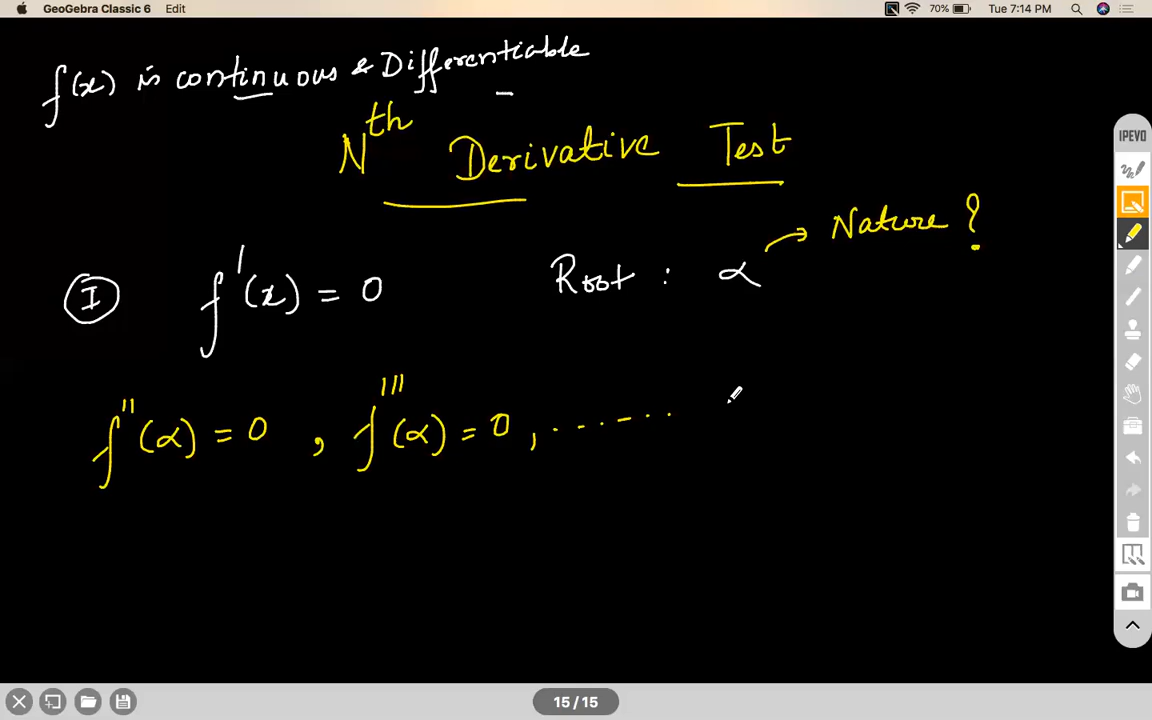 GeoGebra Classic 6 Edit 70% Tue 7:14 PM
f(x) is continuous & Differentiable
Nth Derivative Test
Nature ?
I f'(x) = 0 Root : α
f''(α) = 0 , f'''(α) = 0 , ........
IPEVO
15 / 15